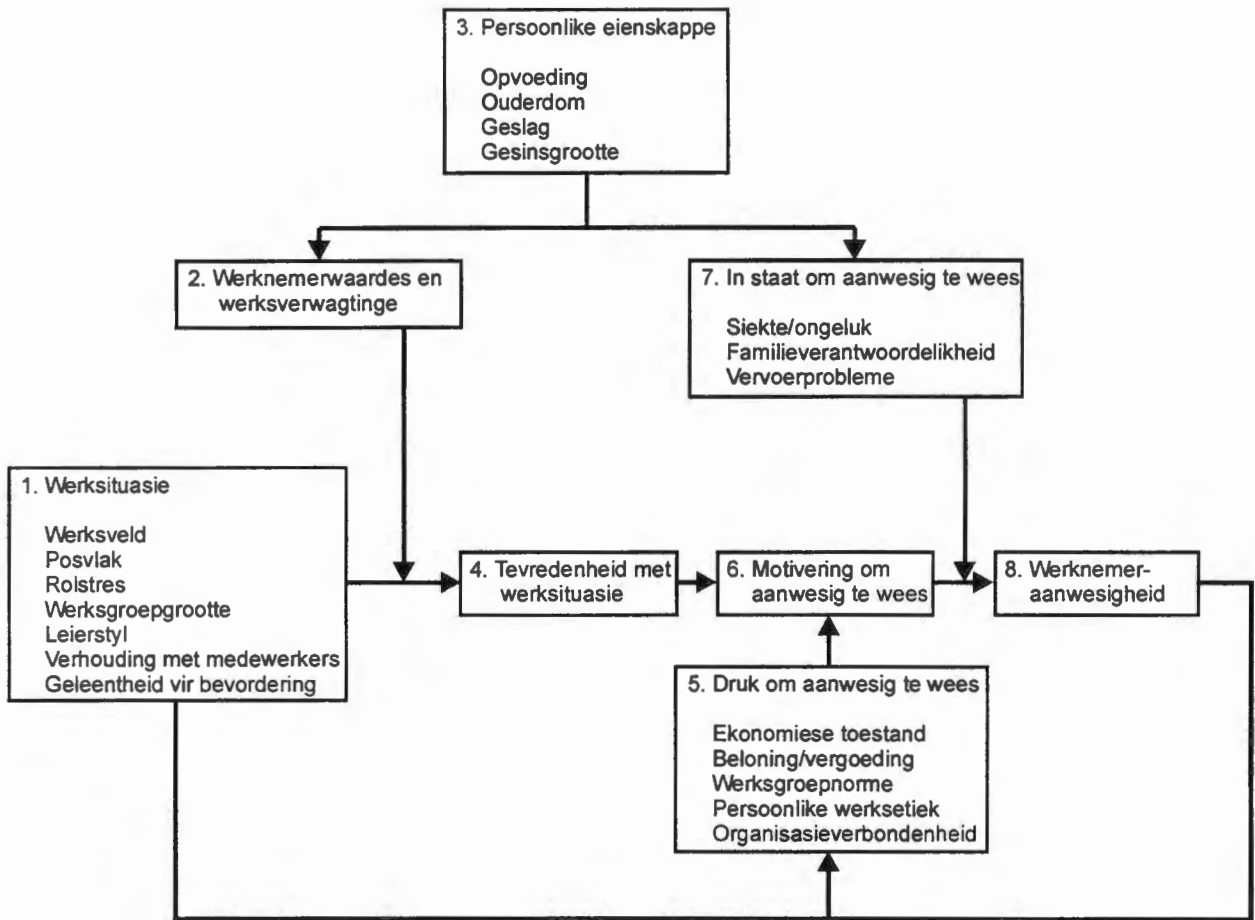 3. Persoonlike eienskappe
Opvoeding
Ouderdom
Geslag
Gesinsgrootte
2. Werknemerwaardes en
werksverwagtinge
7. In staat om aanwesig te wees
Siekte/ongeluk
Familieverantwoordelikheid
Vervoerprobleme
1. Werksituasie
Werksveld
Posvlak
Rolstres
Werksgroepgrootte
Leierstyl
Verhouding met medewerkers
Geleentheid vir bevordering
4. Tevredenheid met
werksituasie
6. Motivering om
aanwesig te wees
8. Werknemer-
aanwesigheid
5. Druk om aanwesig te wees
Ekonomiese toestand
Beloning/vergoeding
Werksgroepnorme
Persoonlike werksetiek
Organisasieverbondenheid